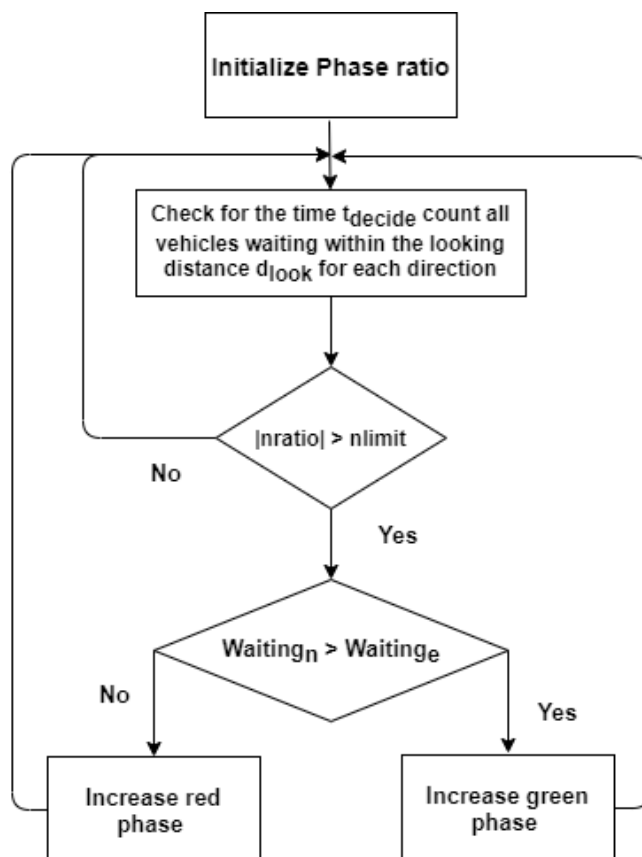 Initialize Phase ratio
Check for the time tdecide count all
vehicles waiting within the looking
distance dlook for each direction
|nratio| > nlimit
No
Yes
Waitingn > Waitinge
No
Yes
Increase red
phase
Increase green
phase